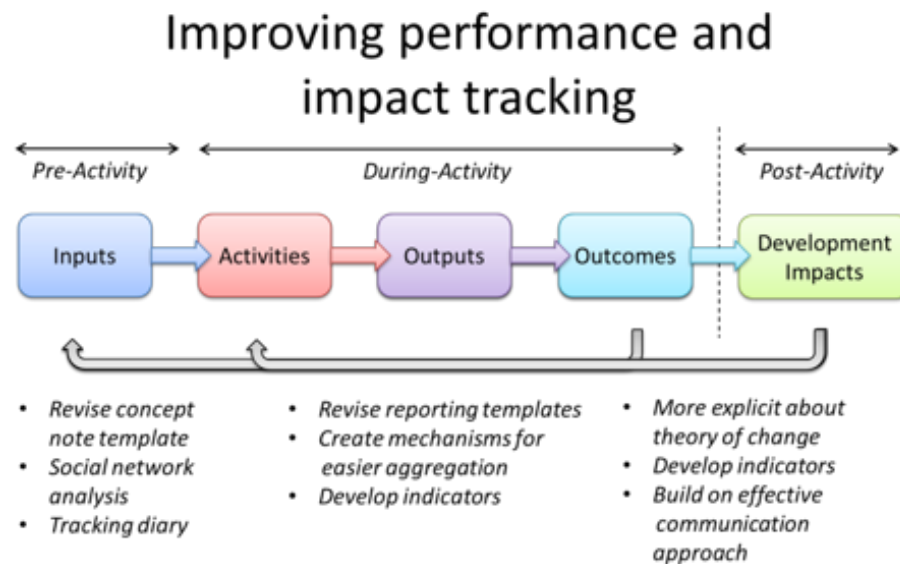 Improving performance and
impact tracking
Pre-Activity
During-Activity
Post-Activity
Inputs
Activities
Outputs
Outcomes
Development
Impacts
• Revise concept
note template
• Social network
analysis
• Tracking diary
• Revise reporting templates
• Create mechanisms for
easier aggregation
• Develop indicators
• More explicit about
theory of change
• Develop indicators
• Build on effective
communication
approach